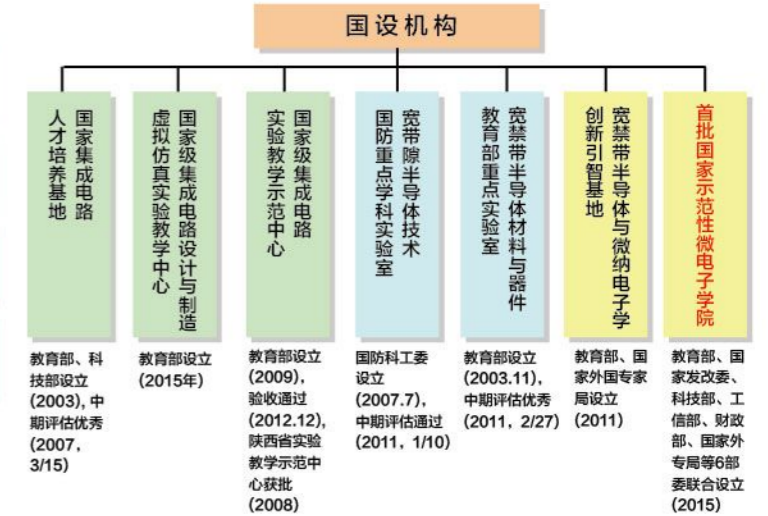 国设机构
国家集成电路
人才培养基地
国家级集成电路设计与制造
虚拟仿真实验教学中心
国家级集成电路
实验教学示范中心
宽带隙半导体技术
国防重点学科实验室
宽禁带半导体材料与器件
教育部重点实验室
宽禁带半导体与微纳电子学
创新引智基地
首批国家示范性微电子学院
教育部、科
技部设立
(2003), 中
期评估优秀
(2007,
3/15)
教育部设立
(2015年)
教育部设立
(2009),
验收通过
(2012.12),
陕西省实验
教学示范中
心获批
(2008)
国防科工委
设立
(2007.7),
中期评估通过
(2011, 1/10)
教育部设立
(2003.11),
中期评估优秀
(2011, 2/27)
教育部、国
家外国专家
局设立
(2011)
教育部、国
家发改委、
科技部、工
信部、财政
部、国家外
专局等6部
委联合设立
(2015)